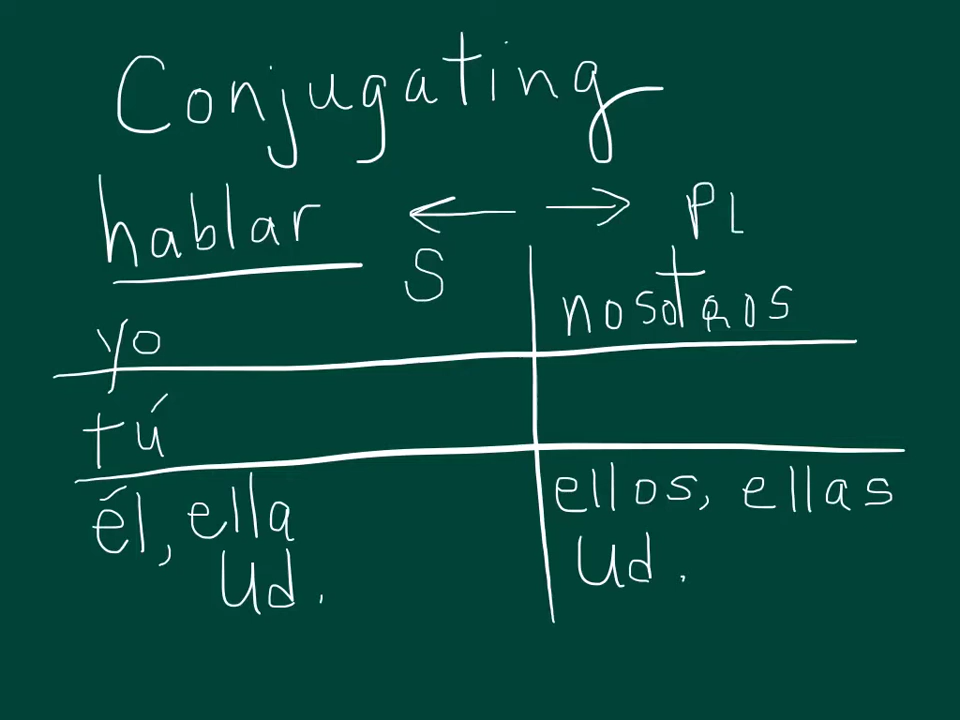 Conjugating
hablar ← → PL
S
yo nosotros
tú
él, ella ellos, ellas
Ud. Ud.